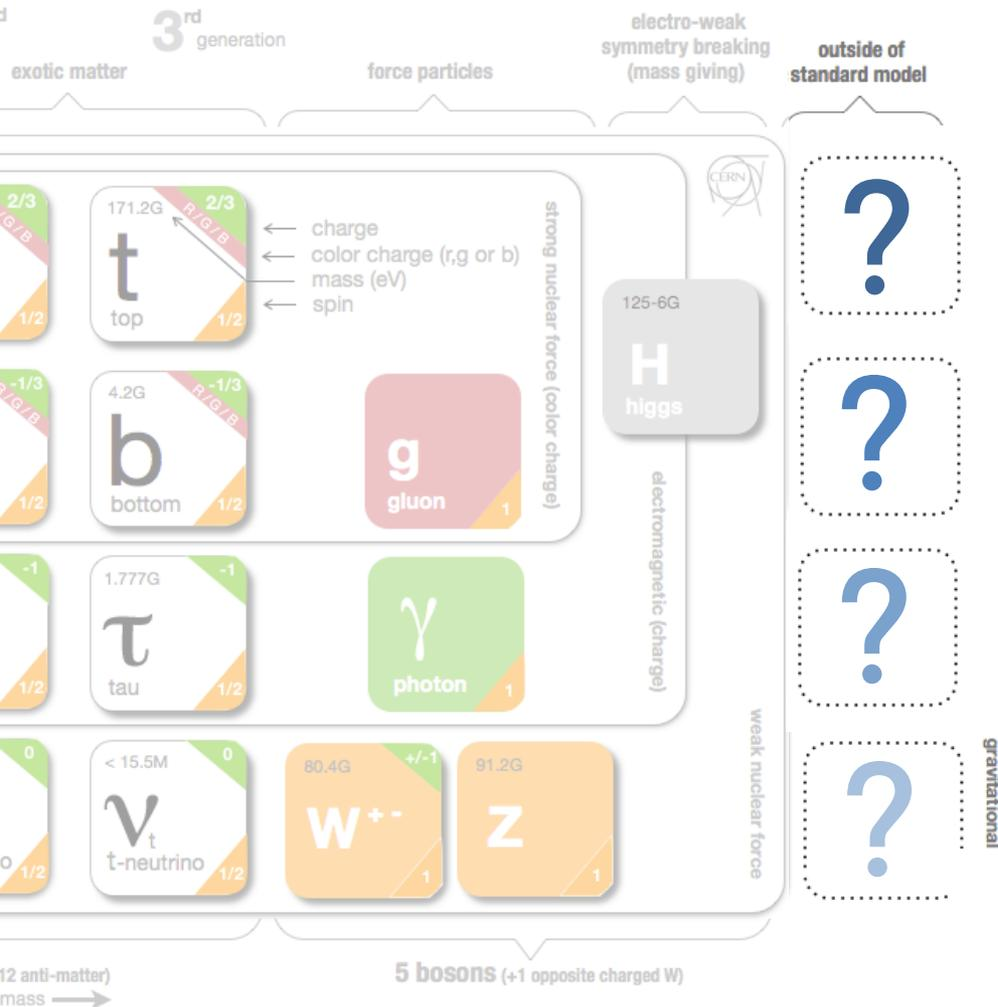 d
3rd generation
electro-weak
symmetry breaking
(mass giving)
outside of
standard model
exotic matter
force particles
CERN
2/3
R/G/B
1/2
171.2G
2/3
R/G/B
t
top
1/2
charge
color charge (r,g or b)
mass (eV)
spin
strong nuclear force (color charge)
?
125-6G
H
higgs
-1/3
R/G/B
1/2
4.2G
-1/3
R/G/B
b
bottom
1/2
g
gluon
1
?
electromagnetic (charge)
-1
1/2
1.777G
-1
τ
tau
1/2
γ
photon
1
?
weak nuclear force
0
o
1/2
< 15.5M
0
νt
t-neutrino
1/2
80.4G
+/-1
W+-
1
91.2G
Z
1
?
gravitational
12 anti-matter)
mass
5 bosons (+1 opposite charged W)